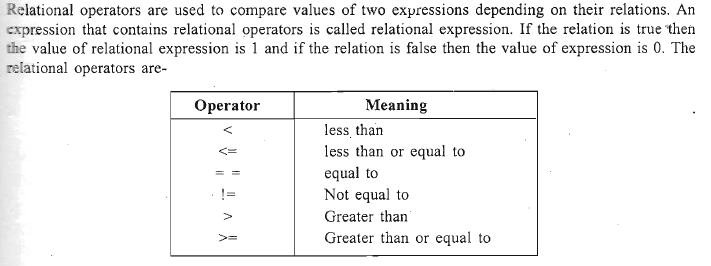 Relational operators are used to compare values of two expressions depending on their relations. An
expression that contains relational operators is called relational expression. If the relation is true then
the value of relational expression is 1 and if the relation is false then the value of expression is 0. The
relational operators are-
Operator Meaning
< less than
<= less than or equal to
= = equal to
!= Not equal to
> Greater than
>= Greater than or equal to